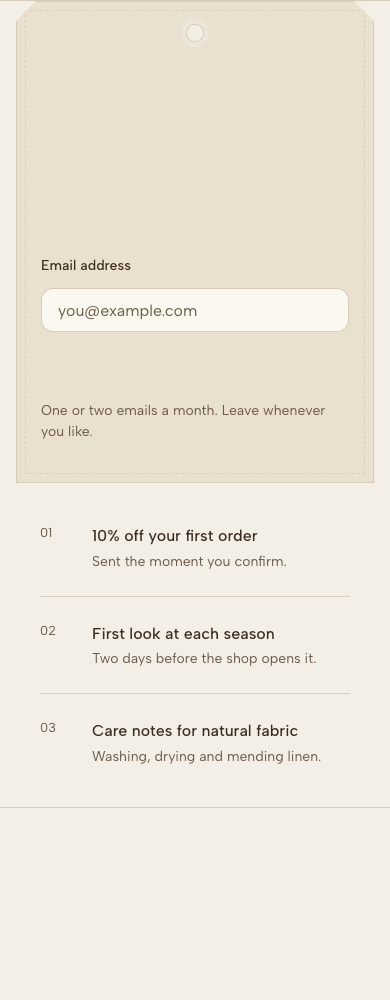 Email address
you@example.com
One or two emails a month. Leave whenever
you like.
01
10% off your first order
Sent the moment you confirm.
02
First look at each season
Two days before the shop opens it.
03
Care notes for natural fabric
Washing, drying and mending linen.